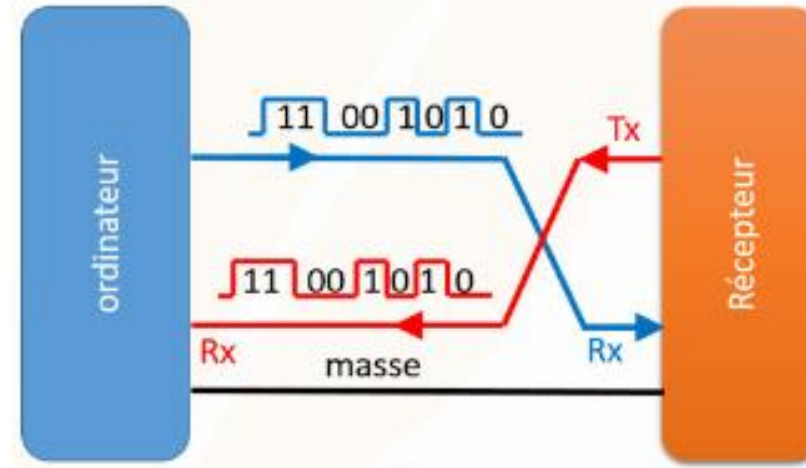 ordinateur
11 00 1 0 1 0
Tx
11 00 1 0 1 0
Rx
Rx
masse
Récepteur